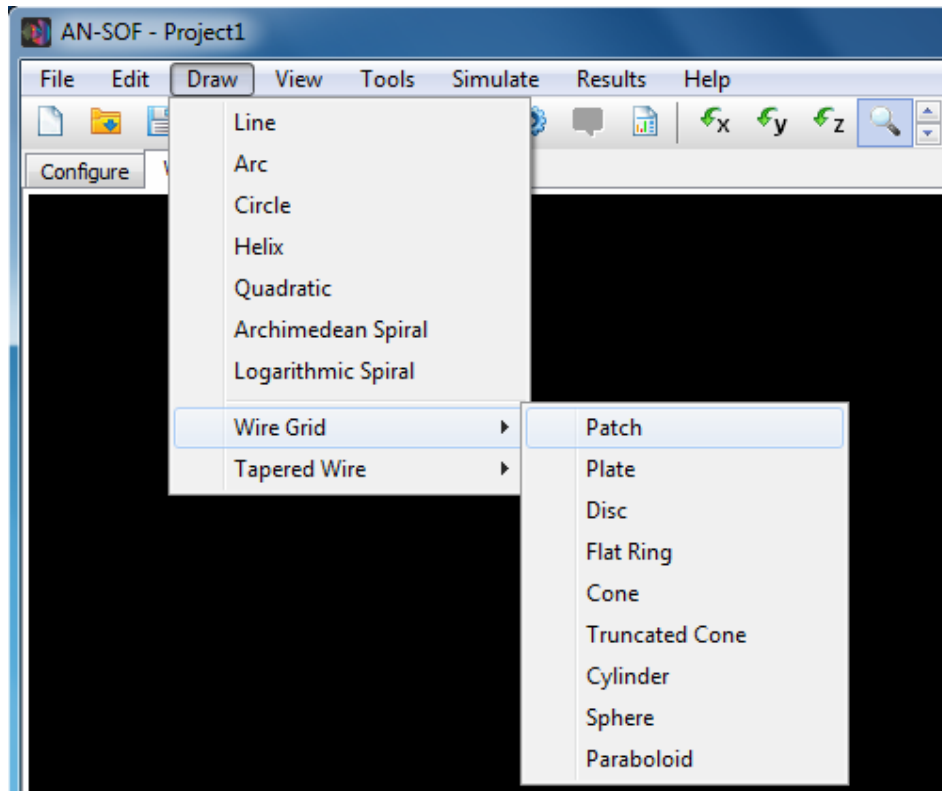 AN-SOF - Project1
File Edit Draw View Tools Simulate Results Help
x y z
Configure
Line
Arc
Circle
Helix
Quadratic
Archimedean Spiral
Logarithmic Spiral
Wire Grid
Tapered Wire
Patch
Plate
Disc
Flat Ring
Cone
Truncated Cone
Cylinder
Sphere
Paraboloid